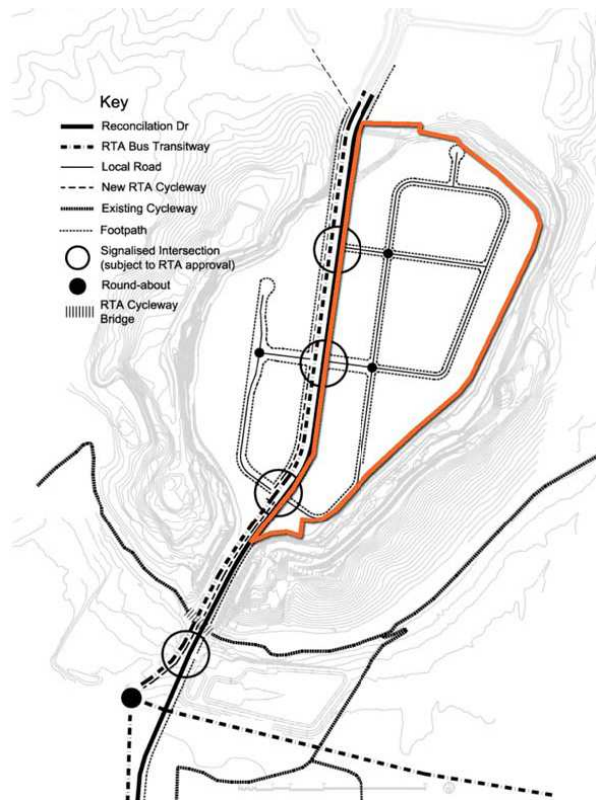 Key
Reconcilation Dr
RTA Bus Transitway
Local Road
New RTA Cycleway
Existing Cycleway
Footpath
Signalised Intersection
(subject to RTA approval)
Round-about
RTA Cycleway
Bridge